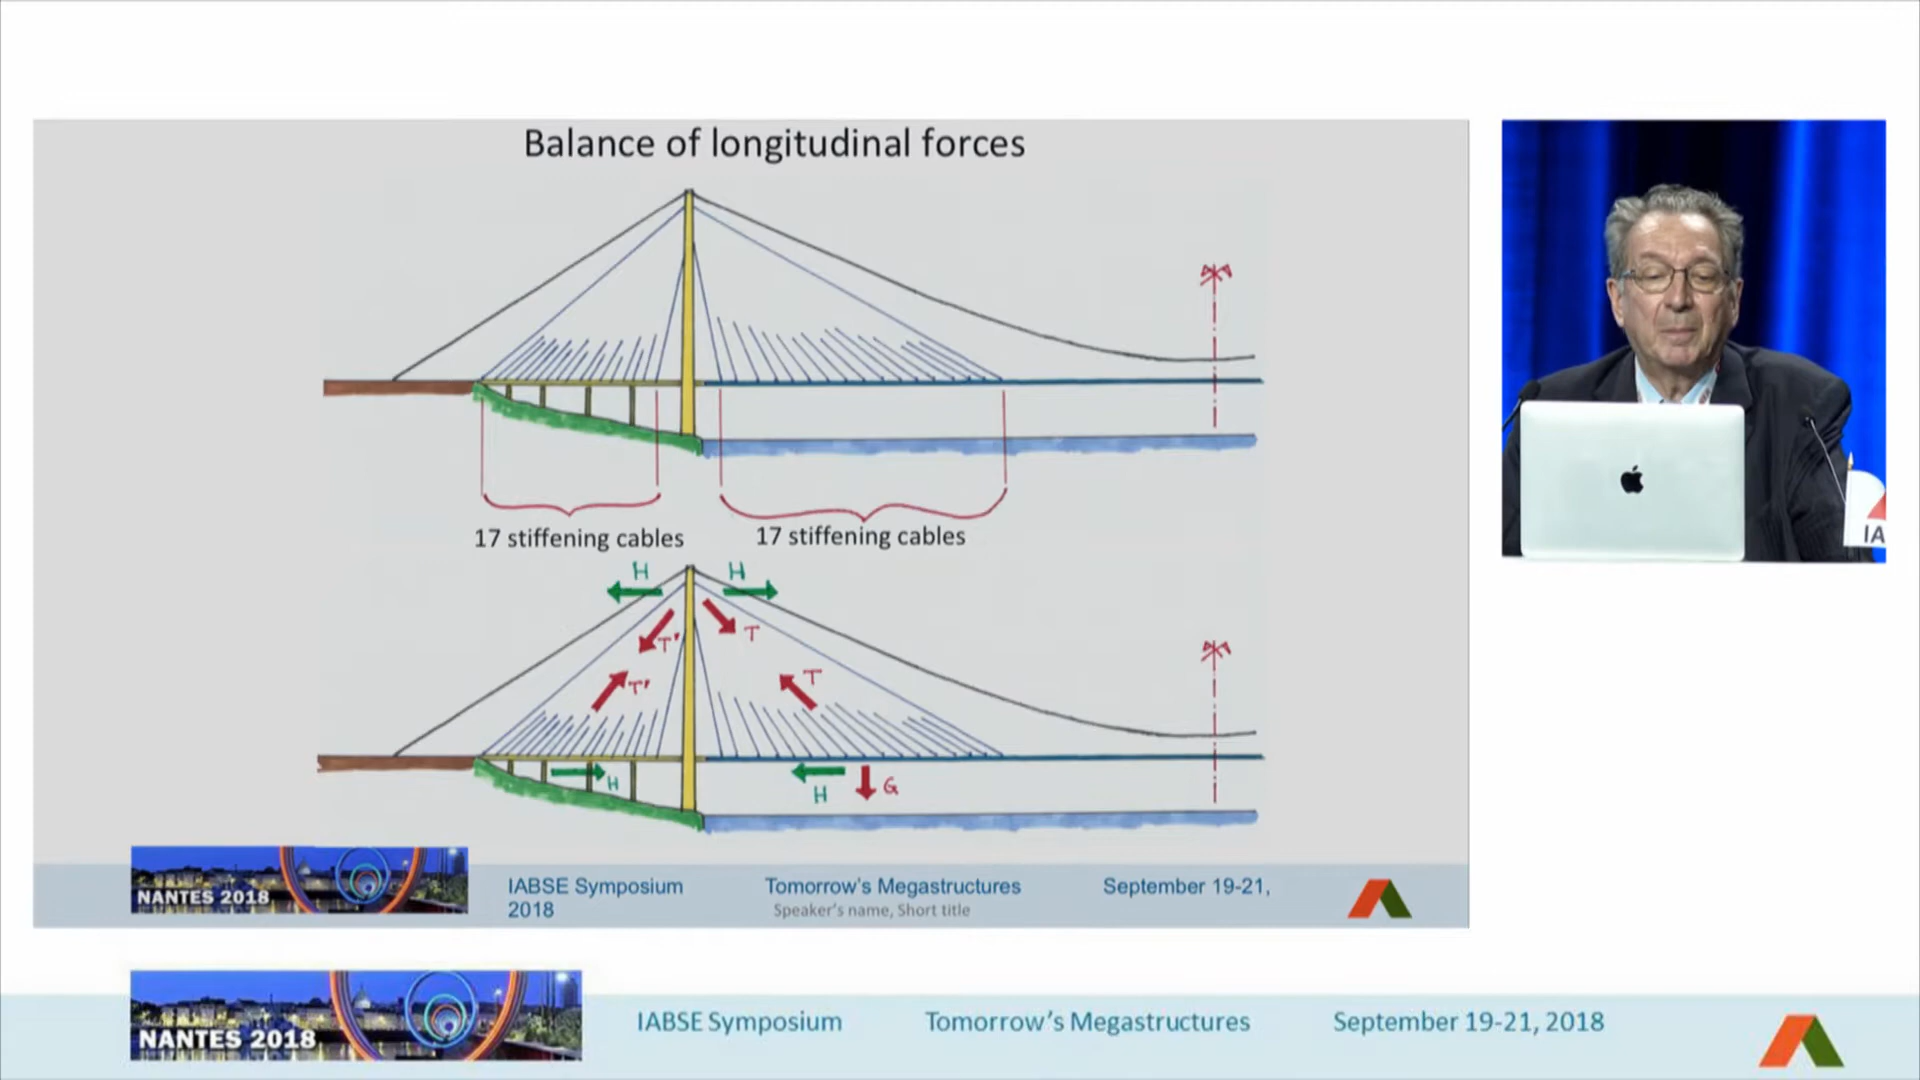 Balance of longitudinal forces
17 stiffening cables
17 stiffening cables
H
H
T'
T
T'
T
H
H
G
NANTES 2018
IABSE Symposium
Tomorrow's Megastructures
September 19-21,
2018
Speaker's name, Short title
IA
NANTES 2018
IABSE Symposium
Tomorrow's Megastructures
September 19-21, 2018